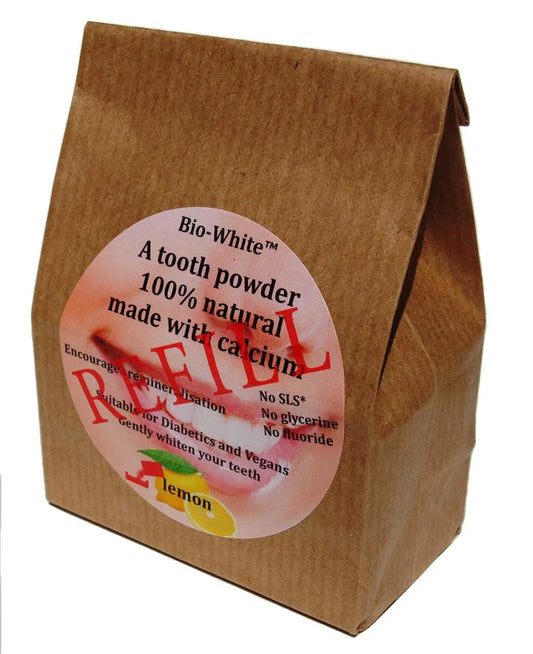 Bio-White™
A tooth powder
100% natural
made with calcium
REFILL
Encourages remineralisation
No SLS*
No glycerine
No fluoride
Suitable for Diabetics and Vegans
Gently whiten your teeth
lemon